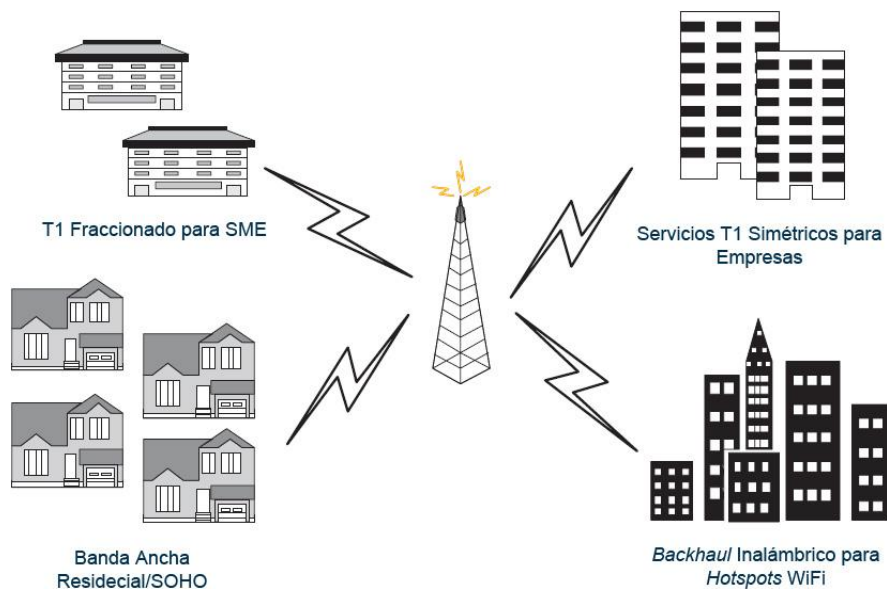 T1 Fraccionado para SME
Servicios T1 Simétricos para
Empresas
Banda Ancha
Residecial/SOHO
Backhaul Inalámbrico para
Hotspots WiFi